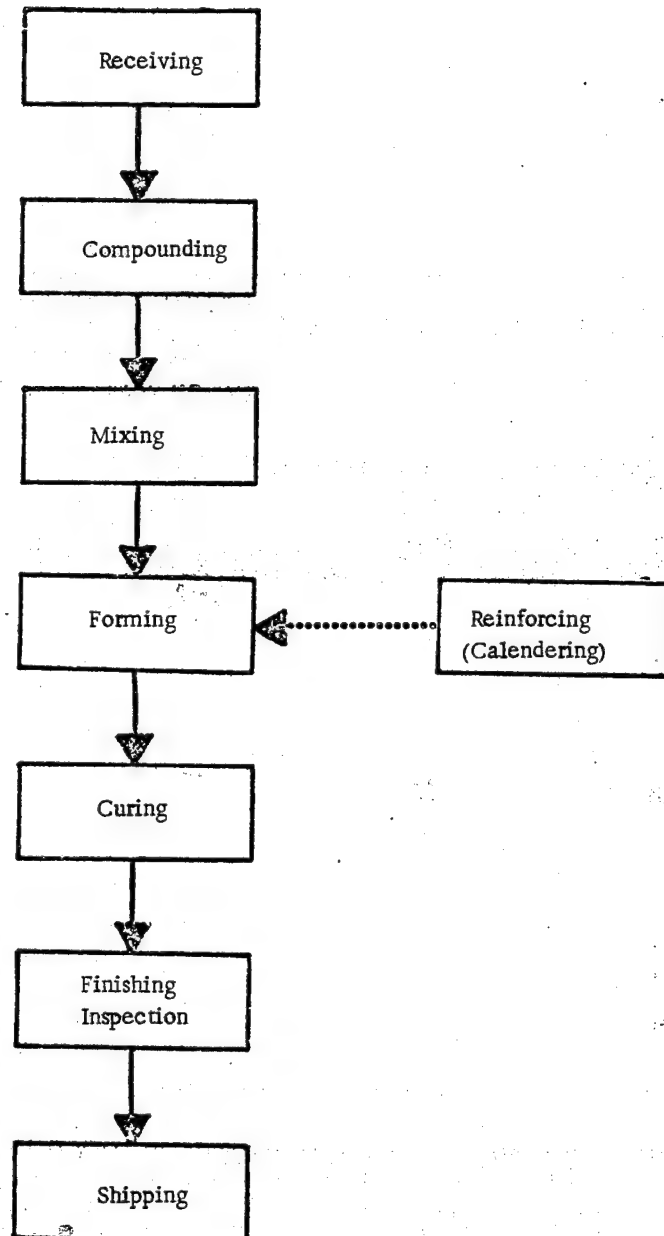 Receiving
Compounding
Mixing
Forming
Reinforcing
(Calendering)
Curing
Finishing
Inspection
Shipping